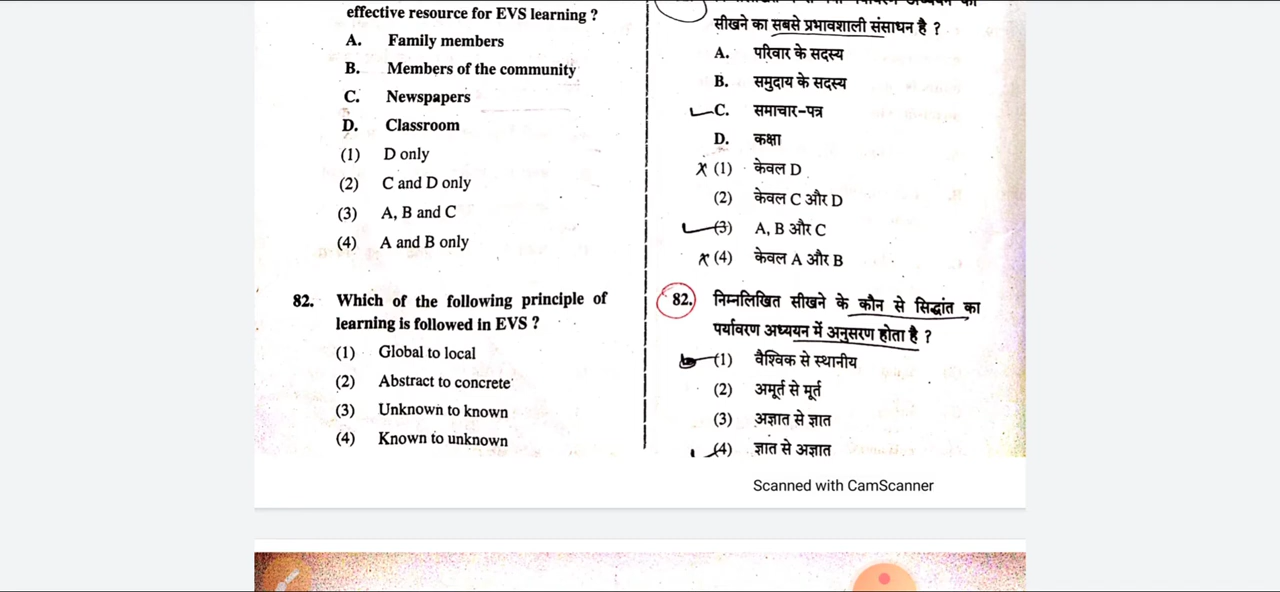 effective resource for EVS learning ?
A. Family members
B. Members of the community
C. Newspapers
D. Classroom
(1) D only
(2) C and D only
(3) A, B and C
(4) A and B only
82. Which of the following principle of
learning is followed in EVS ?
(1) Global to local
(2) Abstract to concrete
(3) Unknown to known
(4) Known to unknown
सीखने का सबसे प्रभावशाली संसाधन है ?
A. परिवार के सदस्य
B. समुदाय के सदस्य
C. समाचार-पत्र
D. कक्षा
(1) केवल D
(2) केवल C और D
(3) A, B और C
(4) केवल A और B
82. निम्नलिखित सीखने के कौन से सिद्धांत का
पर्यावरण अध्ययन में अनुसरण होता है ?
(1) वैश्विक से स्थानीय
(2) अमूर्त से मूर्त
(3) अज्ञात से ज्ञात
(4) ज्ञात से अज्ञात
Scanned with CamScanner